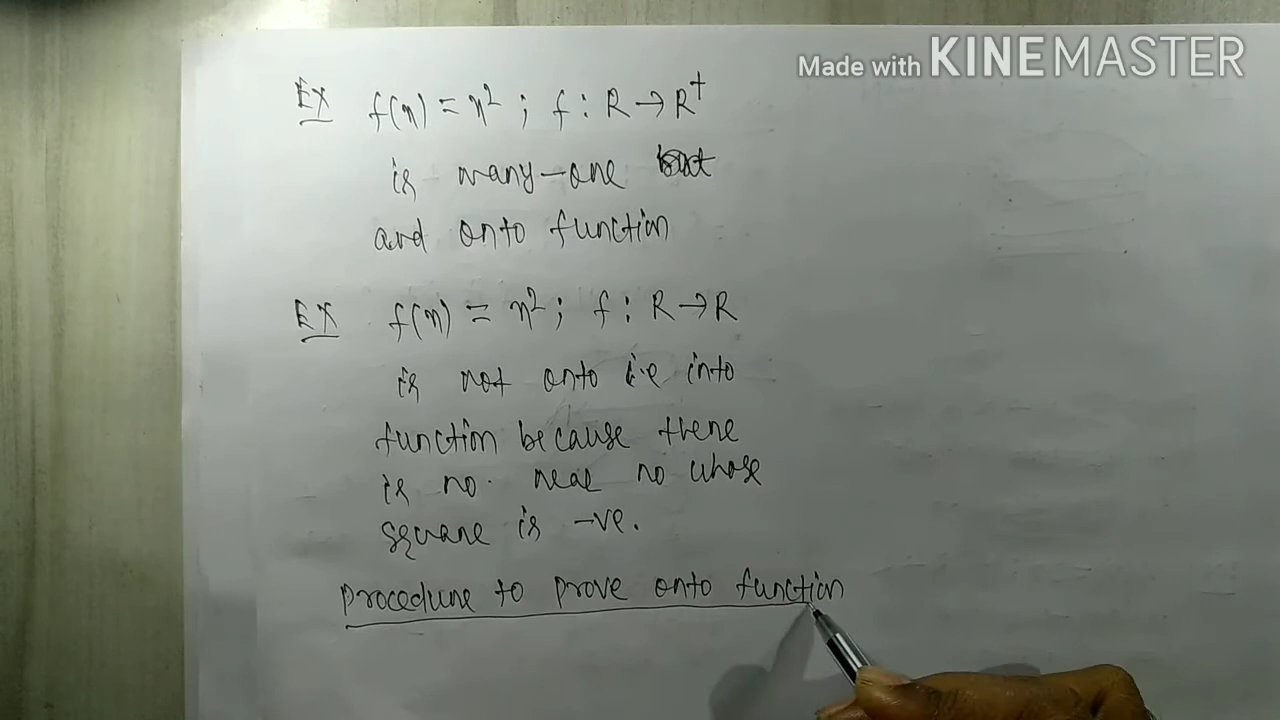 Made with KINEMASTER
Ex f(x) = x² ; f : R → R⁺
is many-one
and onto function
Ex f(x) = x² ; f : R → R
is not onto i.e into
function because there
is no. real no whose
square is -ve.
procedure to prove onto function